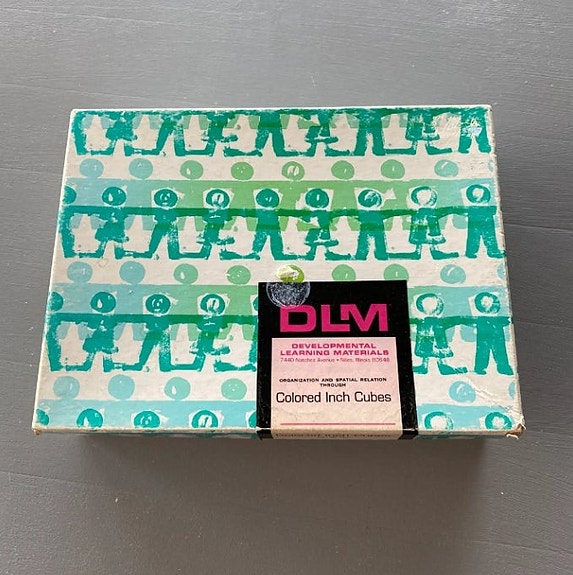 DLM
DEVELOPMENTAL
LEARNING MATERIALS
7440 Natchez Avenue • Niles, Illinois 60648
ORGANIZATION AND SPATIAL RELATION
THROUGH
Colored Inch Cubes